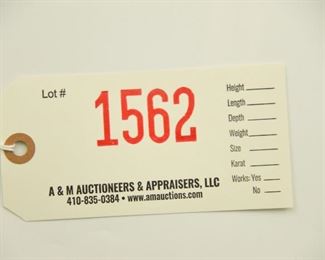 Lot #
1562
Height
Length
Depth
Weight
Size
Karat
Works: Yes
No
A & M AUCTIONEERS & APPRAISERS, LLC
410-835-0384 • www.amauctions.com